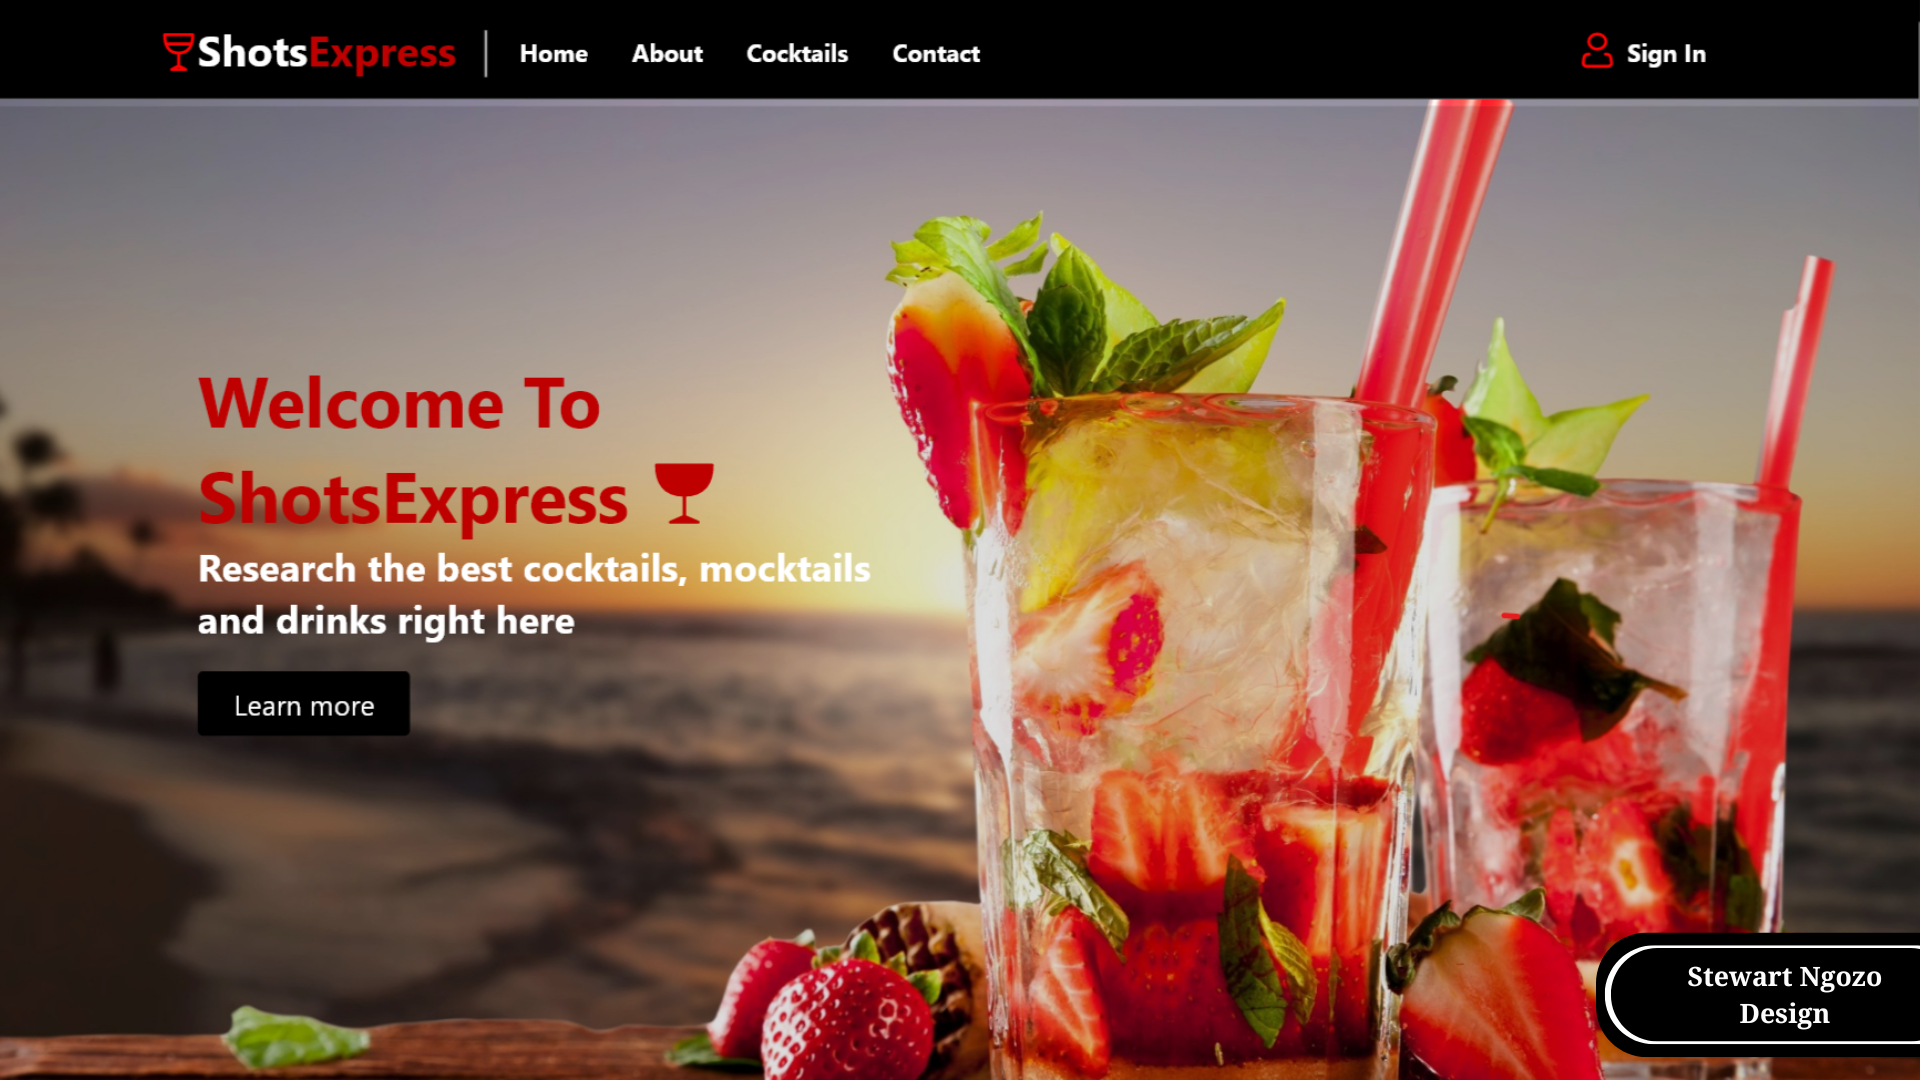 ShotsExpress
Home
About
Cocktails
Contact
Sign In
Welcome To
ShotsExpress
Research the best cocktails, mocktails
and drinks right here
Learn more
Stewart Ngozo
Design